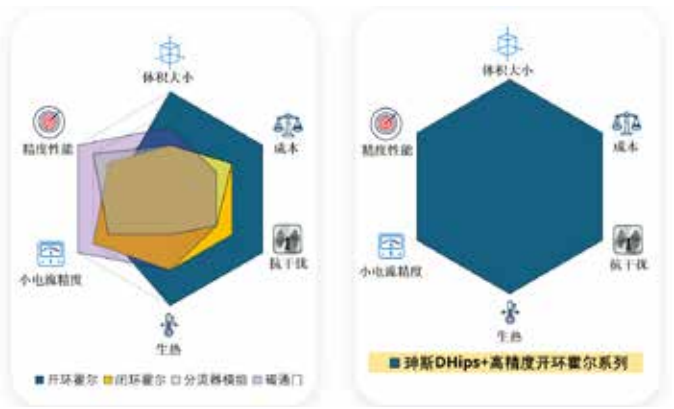 体积大小
成本
抗干扰
生热
小电流精度
精度性能
■ 开环霍尔 ■ 闭环霍尔 □ 分流器模组 ■ 磁通门
体积大小
成本
抗干扰
生热
小电流精度
精度性能
■ 珅斯DHips+高精度开环霍尔系列